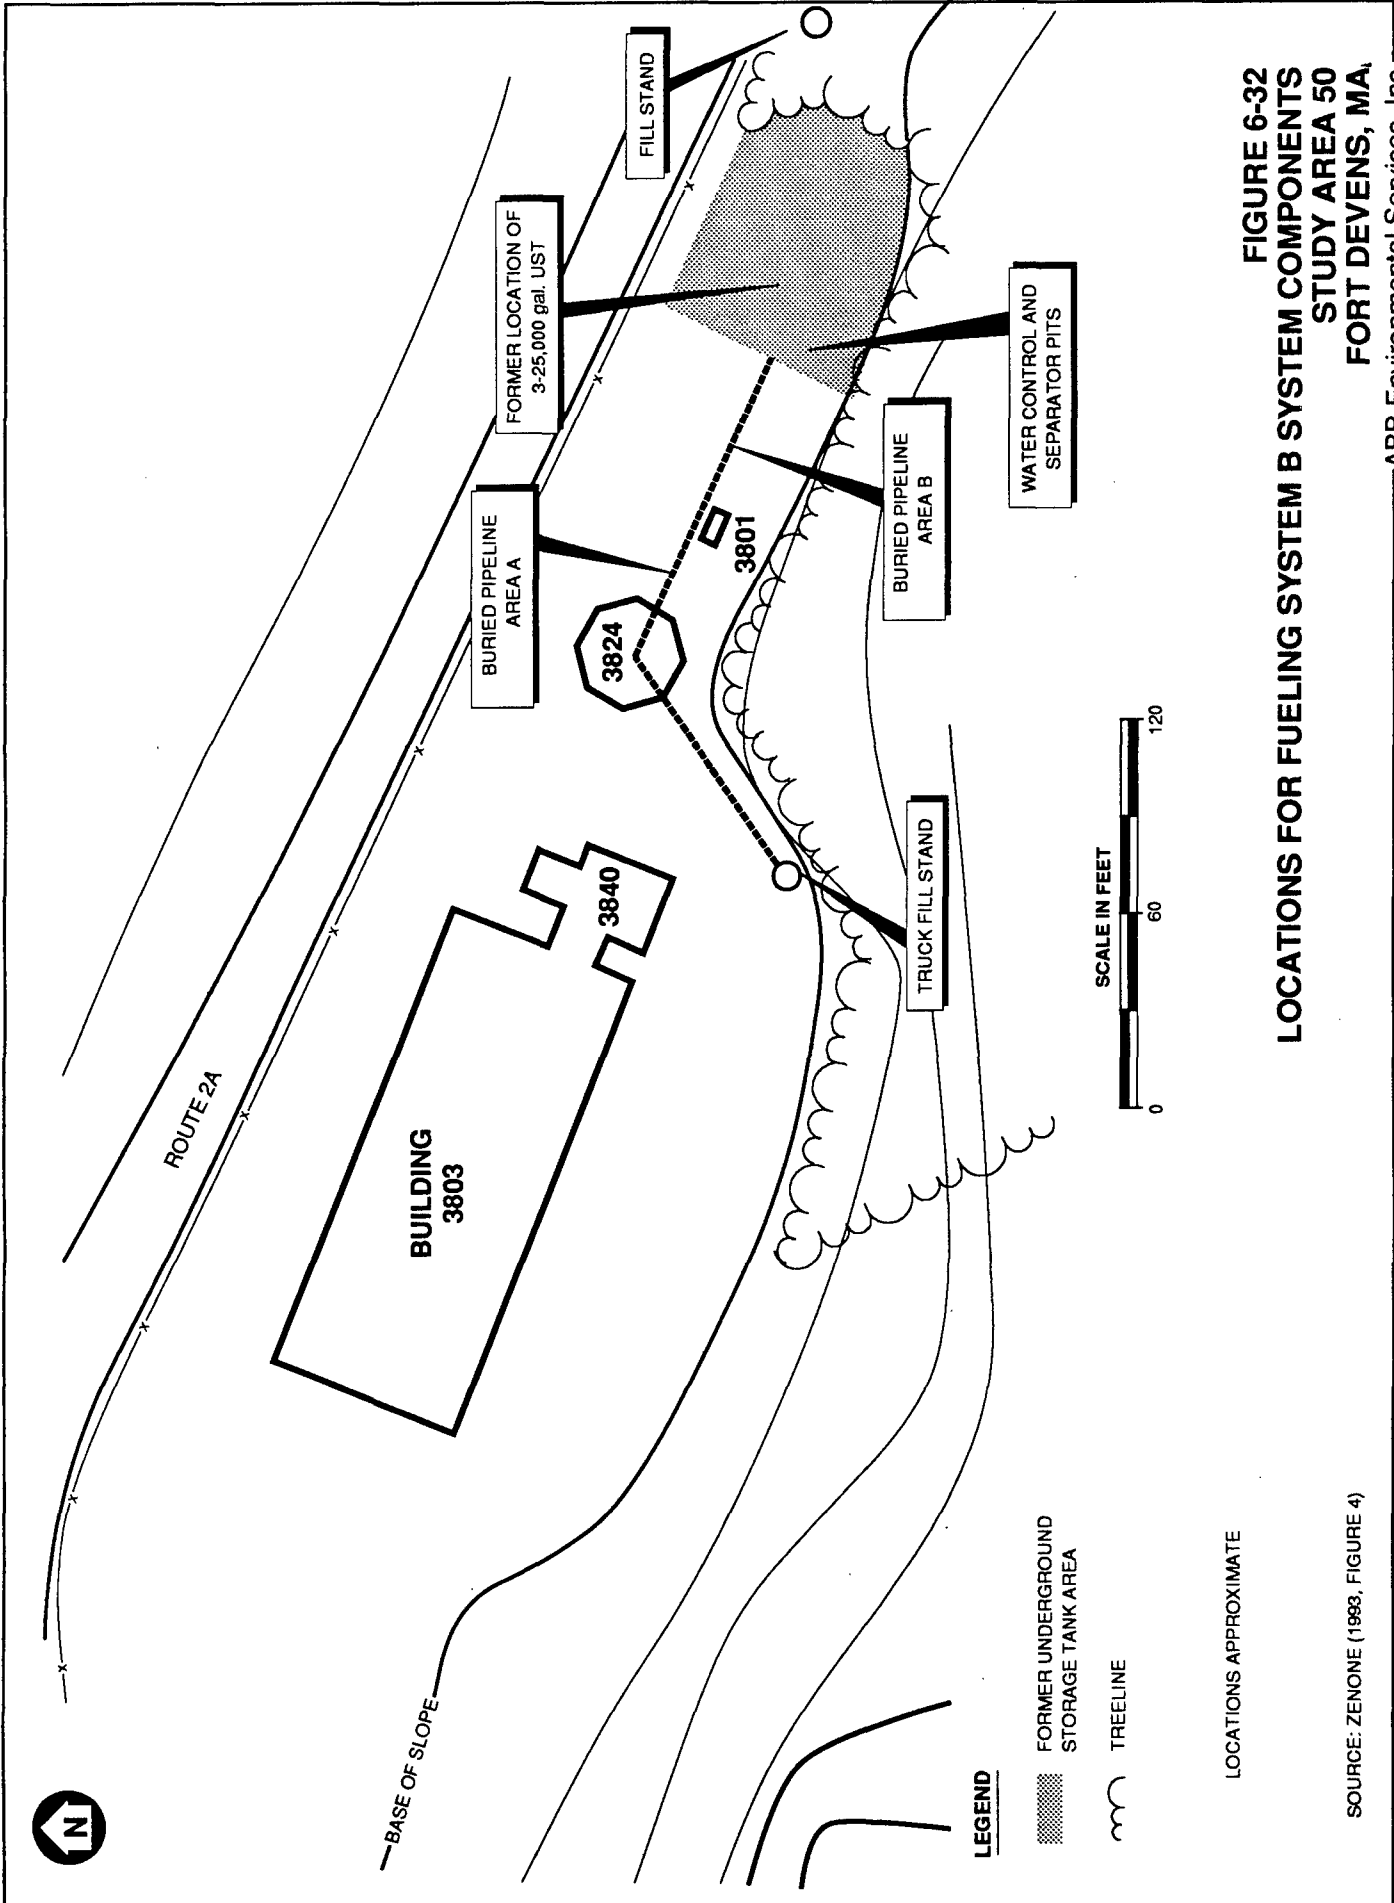 N
ROUTE 2A
BUILDING
3803
3840
3824
3801
BASE OF SLOPE
BURIED PIPELINE
AREA A
FORMER LOCATION OF
3-25,000 gal. UST
FILL STAND
TRUCK FILL STAND
BURIED PIPELINE
AREA B
WATER CONTROL AND
SEPARATOR PITS
LEGEND
FORMER UNDERGROUND
STORAGE TANK AREA
TREELINE
SCALE IN FEET
0 60 120
LOCATIONS APPROXIMATE
SOURCE: ZENONE (1993, FIGURE 4)
FIGURE 6-32
LOCATIONS FOR FUELING SYSTEM B SYSTEM COMPONENTS
STUDY AREA 50
FORT DEVENS, MA
Environmental Services, Inc.